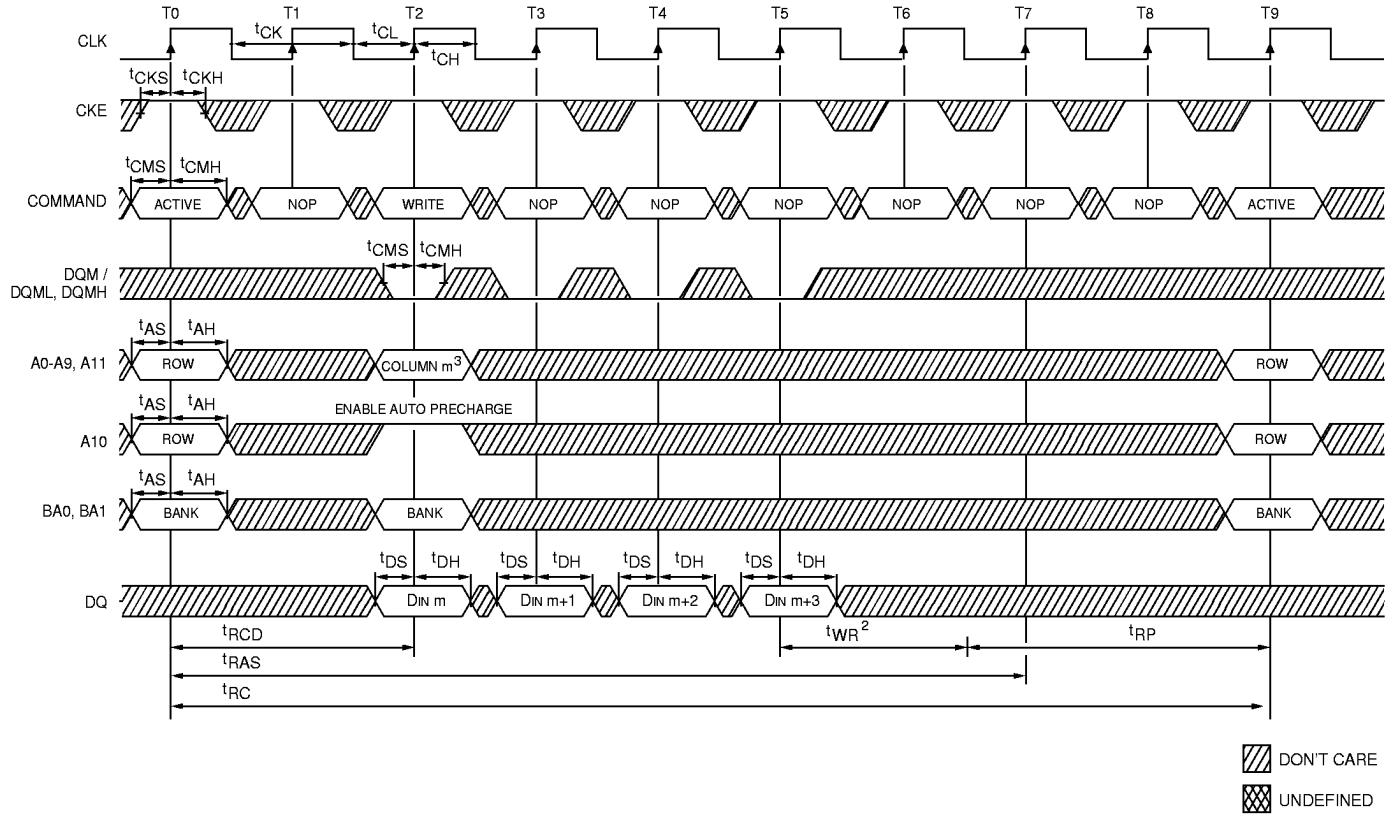 T0 T1 T2 T3 T4 T5 T6 T7 T8 T9
CLK tCK tCL tCH
tCKS tCKH
CKE
tCMS tCMH
COMMAND ACTIVE NOP WRITE NOP NOP NOP NOP NOP NOP ACTIVE
tCMS tCMH
DQM /
DQML, DQMH
tAS tAH
A0-A9, A11 ROW COLUMN m3 ROW
tAS tAH ENABLE AUTO PRECHARGE
A10 ROW ROW
tAS tAH
BA0, BA1 BANK BANK BANK
tDS tDH tDS tDH tDS tDH tDS tDH
DQ DIN m DIN m+1 DIN m+2 DIN m+3
tRCD tWR2 tRP
tRAS
tRC
DON'T CARE
UNDEFINED